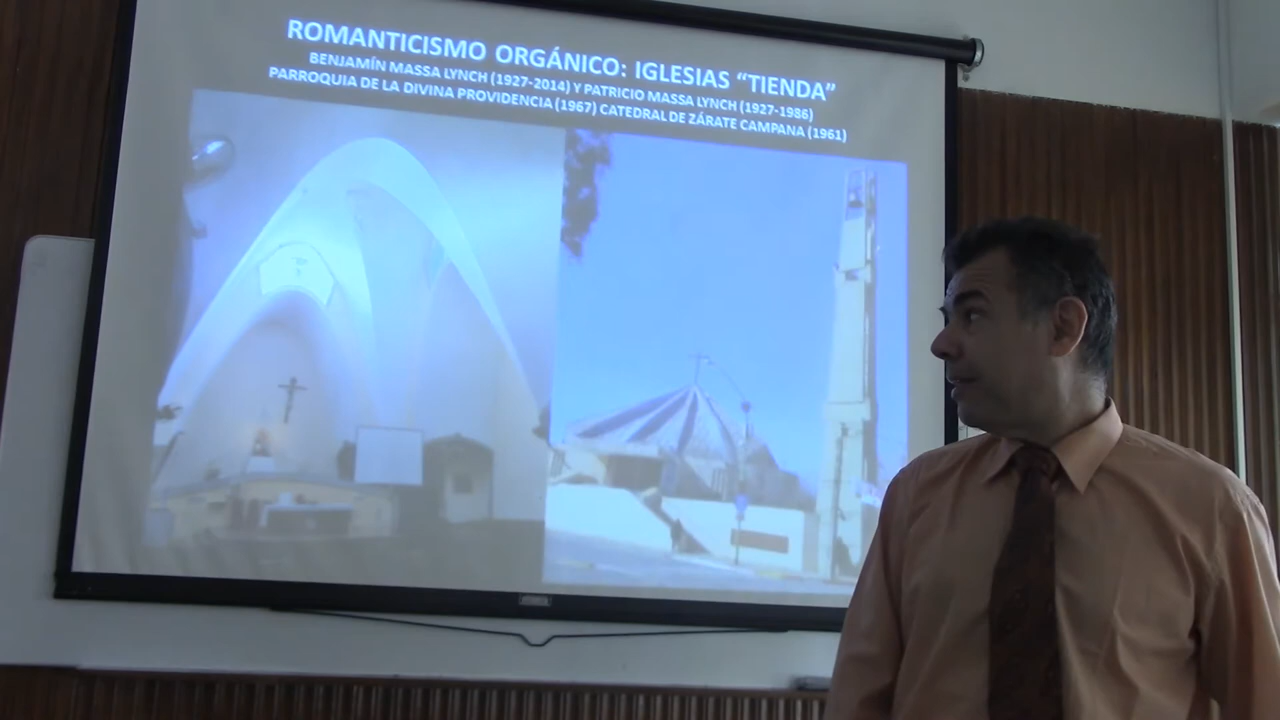 ROMANTICISMO ORGÁNICO: IGLESIAS “TIENDA”
BENJAMÍN MASSA LYNCH (1927-2014) Y PATRICIO MASSA LYNCH (1927-1986)
PARROQUIA DE LA DIVINA PROVIDENCIA (1967) CATEDRAL DE ZÁRATE CAMPANA (1961)